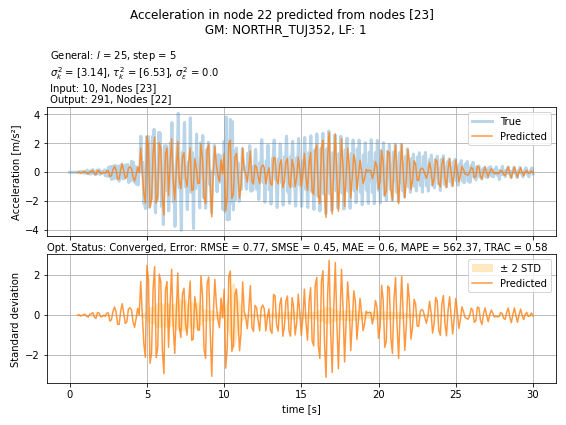 Acceleration in node 22 predicted from nodes [23]
GM: NORTHR_TUJ352, LF: 1
General: l = 25, step = 5
σ_k² = [3.14], τ_k² = [6.53], σ_ε² = 0.0
Input: 10, Nodes [23]
Output: 291, Nodes [22]
Acceleration [m/s²]
4
2
0
−2
−4
True
Predicted
Opt. Status: Converged, Error: RMSE = 0.77, SMSE = 0.45, MAE = 0.6, MAPE = 562.37, TRAC = 0.58
Standard deviation
2
0
−2
± 2 STD
Predicted
0 5 10 15 20 25 30
time [s]